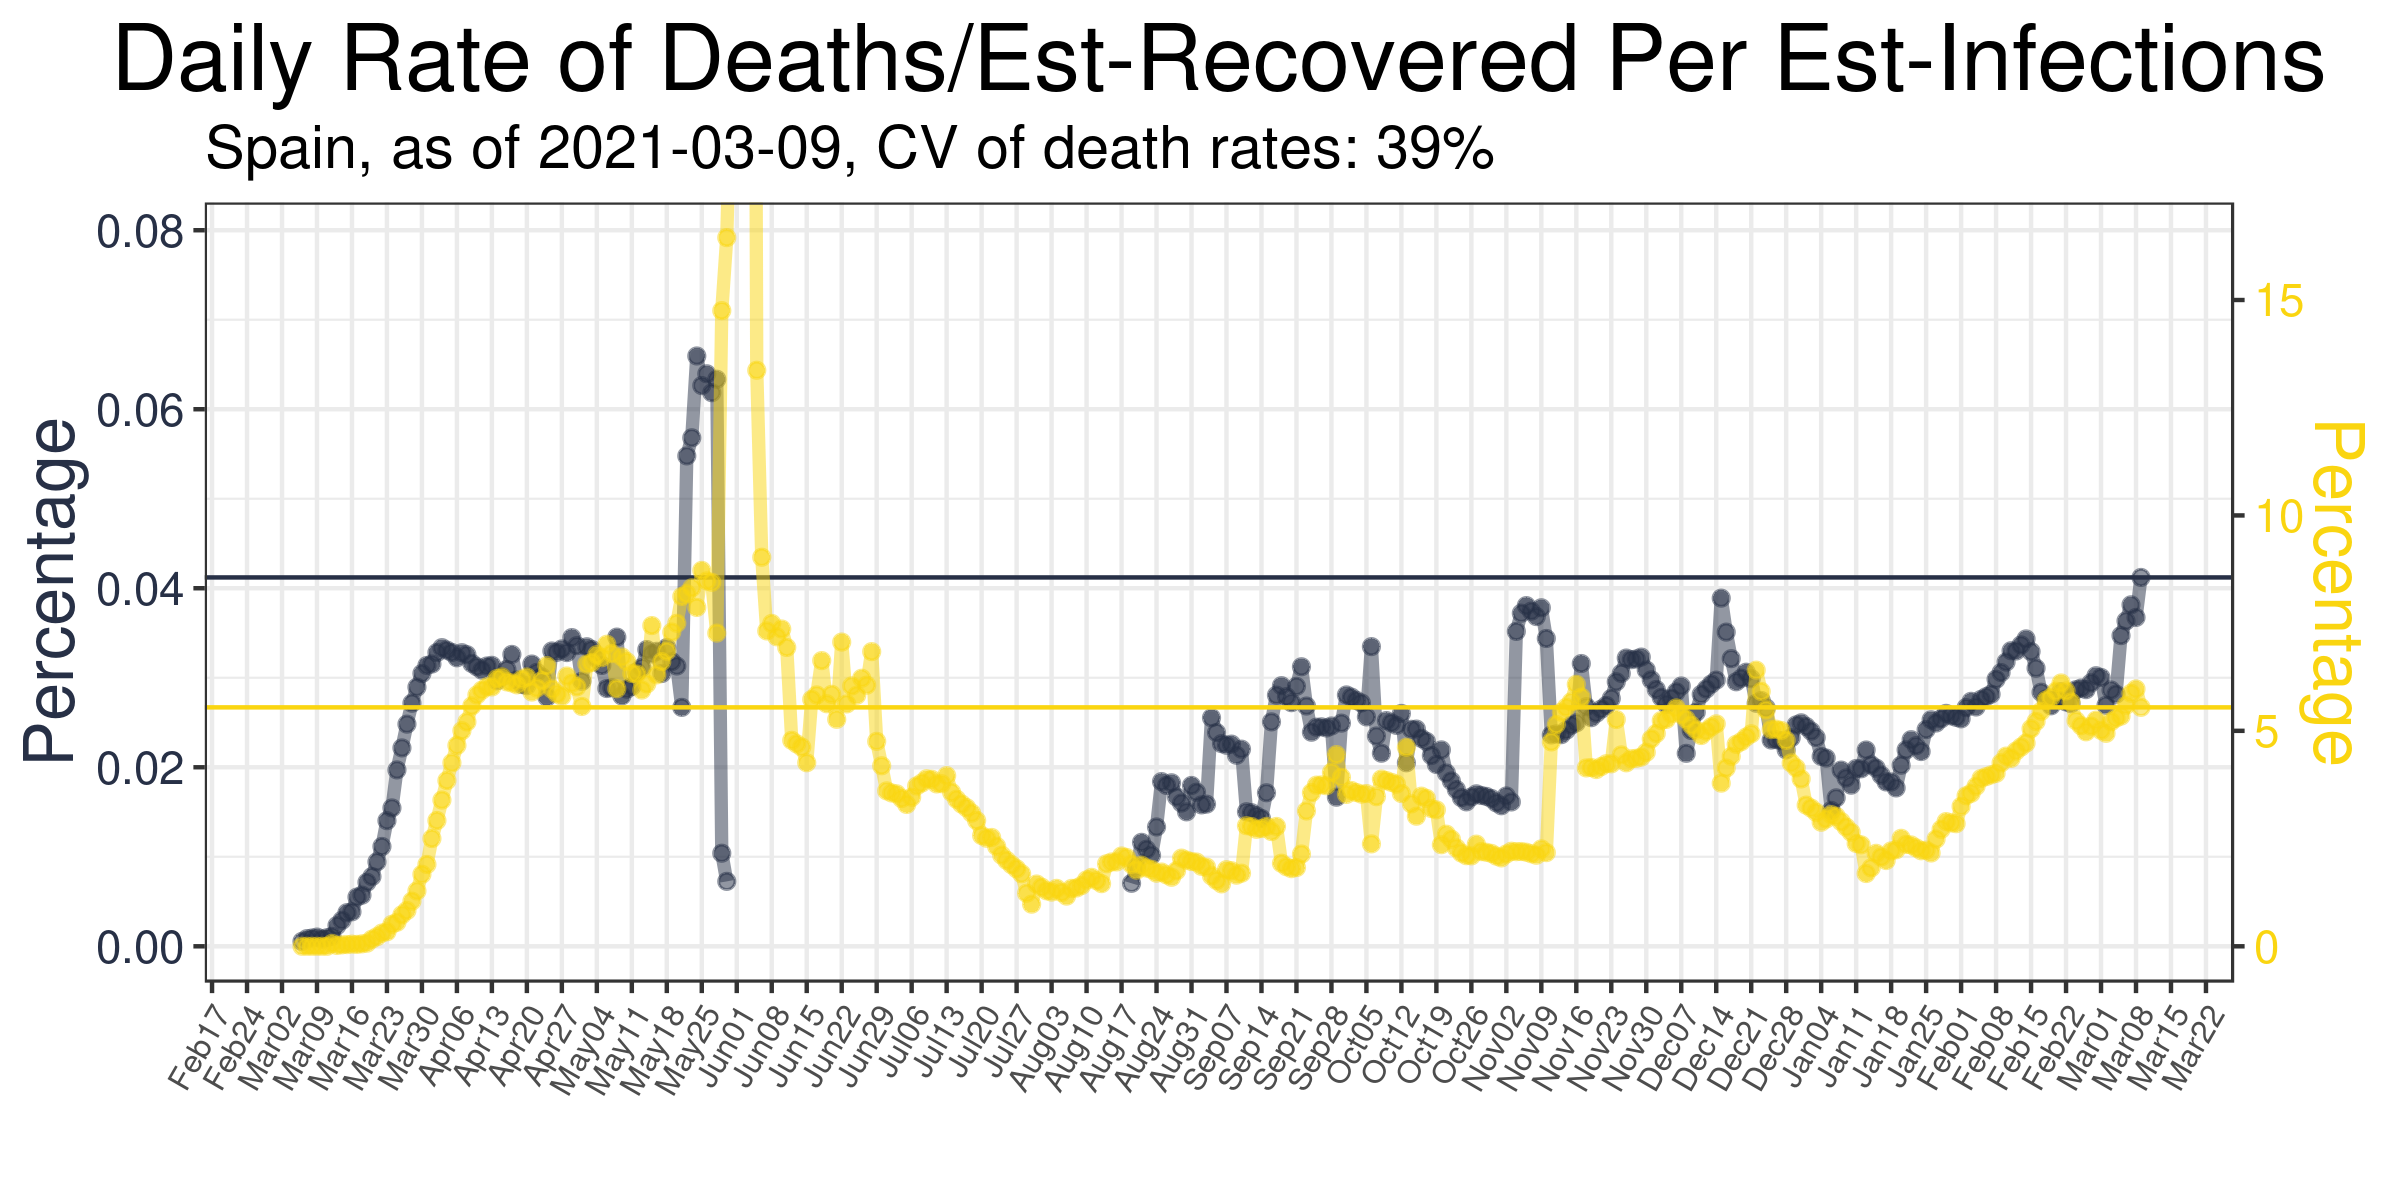 Daily Rate of Deaths/Est-Recovered Per Est-Infections
Spain, as of 2021-03-09, CV of death rates: 39%
Percentage
0.08
0.06
0.04
0.02
0.00
15
10
5
0
Percentage
Feb17
Feb24
Mar02
Mar09
Mar16
Mar23
Mar30
Apr06
Apr13
Apr20
Apr27
May04
May11
May18
May25
Jun01
Jun08
Jun15
Jun22
Jun29
Jul06
Jul13
Jul20
Jul27
Aug03
Aug10
Aug17
Aug24
Aug31
Sep07
Sep14
Sep21
Sep28
Oct05
Oct12
Oct19
Oct26
Nov02
Nov09
Nov16
Nov23
Nov30
Dec07
Dec14
Dec21
Dec28
Jan04
Jan11
Jan18
Jan25
Feb01
Feb08
Feb15
Feb22
Mar01
Mar08
Mar15
Mar22